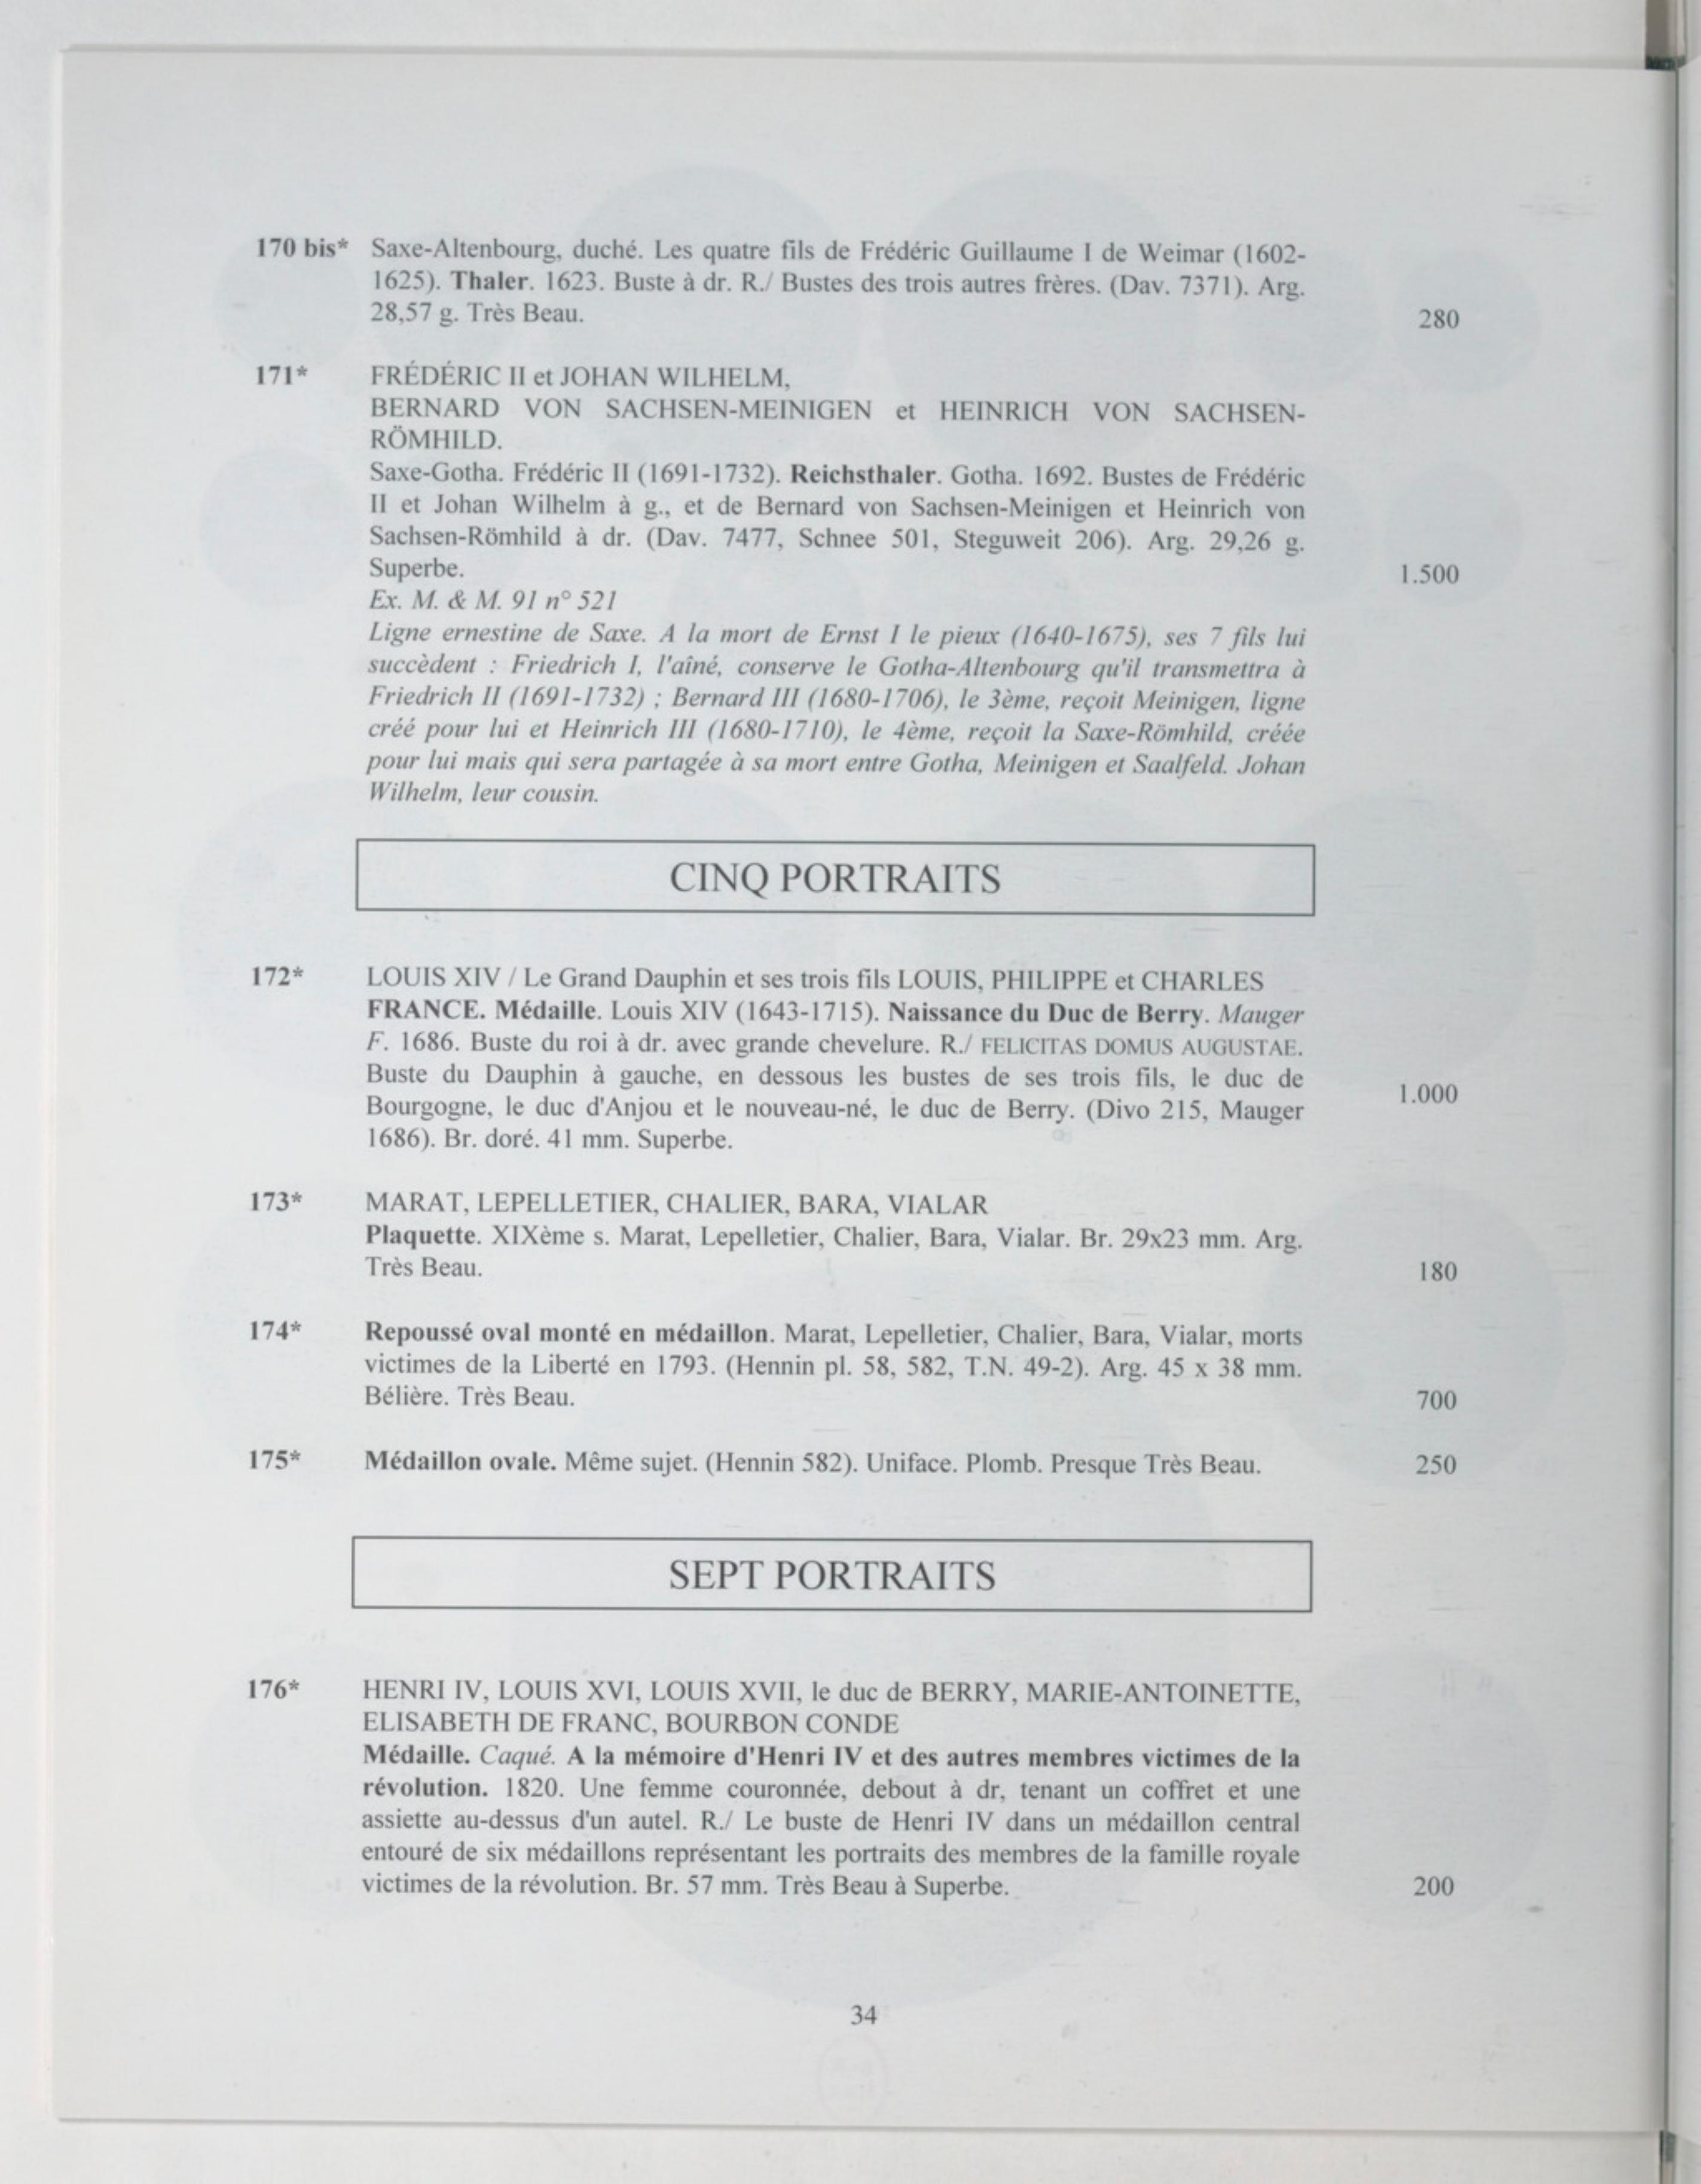 170 bis* Saxe-Altenbourg, duché. Les quatre fils de Frédéric Guillaume I de Weimar (1602-
1625). Thaler. 1623. Buste à dr. R./ Bustes des trois autres frères. (Dav. 7371). Arg.
28,57 g. Très Beau. 280
171* FRÉDÉRIC II et JOHAN WILHELM,
BERNARD VON SACHSEN-MEINIGEN et HEINRICH VON SACHSEN-
RÖMHILD.
Saxe-Gotha. Frédéric II (1691-1732). Reichsthaler. Gotha. 1692. Bustes de Frédéric
II et Johan Wilhelm à g., et de Bernard von Sachsen-Meinigen et Heinrich von
Sachsen-Römhild à dr. (Dav. 7477, Schnee 501, Steguweit 206). Arg. 29,26 g.
Superbe. 1.500
Ex. M. & M. 91 n° 521
Ligne ernestine de Saxe. A la mort de Ernst I le pieux (1640-1675), ses 7 fils lui
succèdent : Friedrich I, l'aîné, conserve le Gotha-Altenbourg qu'il transmettra à
Friedrich II (1691-1732) ; Bernard III (1680-1706), le 3ème, reçoit Meinigen, ligne
créé pour lui et Heinrich III (1680-1710), le 4ème, reçoit la Saxe-Römhild, créée
pour lui mais qui sera partagée à sa mort entre Gotha, Meinigen et Saalfeld. Johan
Wilhelm, leur cousin.
CINQ PORTRAITS
172* LOUIS XIV / Le Grand Dauphin et ses trois fils LOUIS, PHILIPPE et CHARLES
FRANCE. Médaille. Louis XIV (1643-1715). Naissance du Duc de Berry. Mauger
F. 1686. Buste du roi à dr. avec grande chevelure. R./ FELICITAS DOMUS AUGUSTAE.
Buste du Dauphin à gauche, en dessous les bustes de ses trois fils, le duc de
Bourgogne, le duc d'Anjou et le nouveau-né, le duc de Berry. (Divo 215, Mauger 1.000
1686). Br. doré. 41 mm. Superbe.
173* MARAT, LEPELLETIER, CHALIER, BARA, VIALAR
Plaquette. XIXème s. Marat, Lepelletier, Chalier, Bara, Vialar. Br. 29x23 mm. Arg.
Très Beau. 180
174* Repoussé oval monté en médaillon. Marat, Lepelletier, Chalier, Bara, Vialar, morts
victimes de la Liberté en 1793. (Hennin pl. 58, 582, T.N. 49-2). Arg. 45 x 38 mm.
Bélière. Très Beau. 700
175* Médaillon ovale. Même sujet. (Hennin 582). Uniface. Plomb. Presque Très Beau. 250
SEPT PORTRAITS
176* HENRI IV, LOUIS XVI, LOUIS XVII, le duc de BERRY, MARIE-ANTOINETTE,
ELISABETH DE FRANC, BOURBON CONDE
Médaille. Caqué. A la mémoire d'Henri IV et des autres membres victimes de la
révolution. 1820. Une femme couronnée, debout à dr, tenant un coffret et une
assiette au-dessus d'un autel. R./ Le buste de Henri IV dans un médaillon central
entouré de six médaillons représentant les portraits des membres de la famille royale
victimes de la révolution. Br. 57 mm. Très Beau à Superbe. 200
34